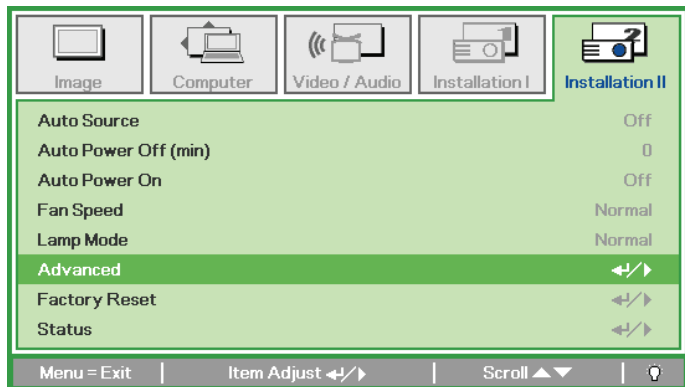 Image Computer Video / Audio Installation I Installation II
Auto Source Off
Auto Power Off (min) 0
Auto Power On Off
Fan Speed Normal
Lamp Mode Normal
Advanced ↵/▶
Factory Reset ↵/▶
Status ↵/▶
Menu = Exit | Item Adjust ↵/▶ | Scroll ▲▼ |